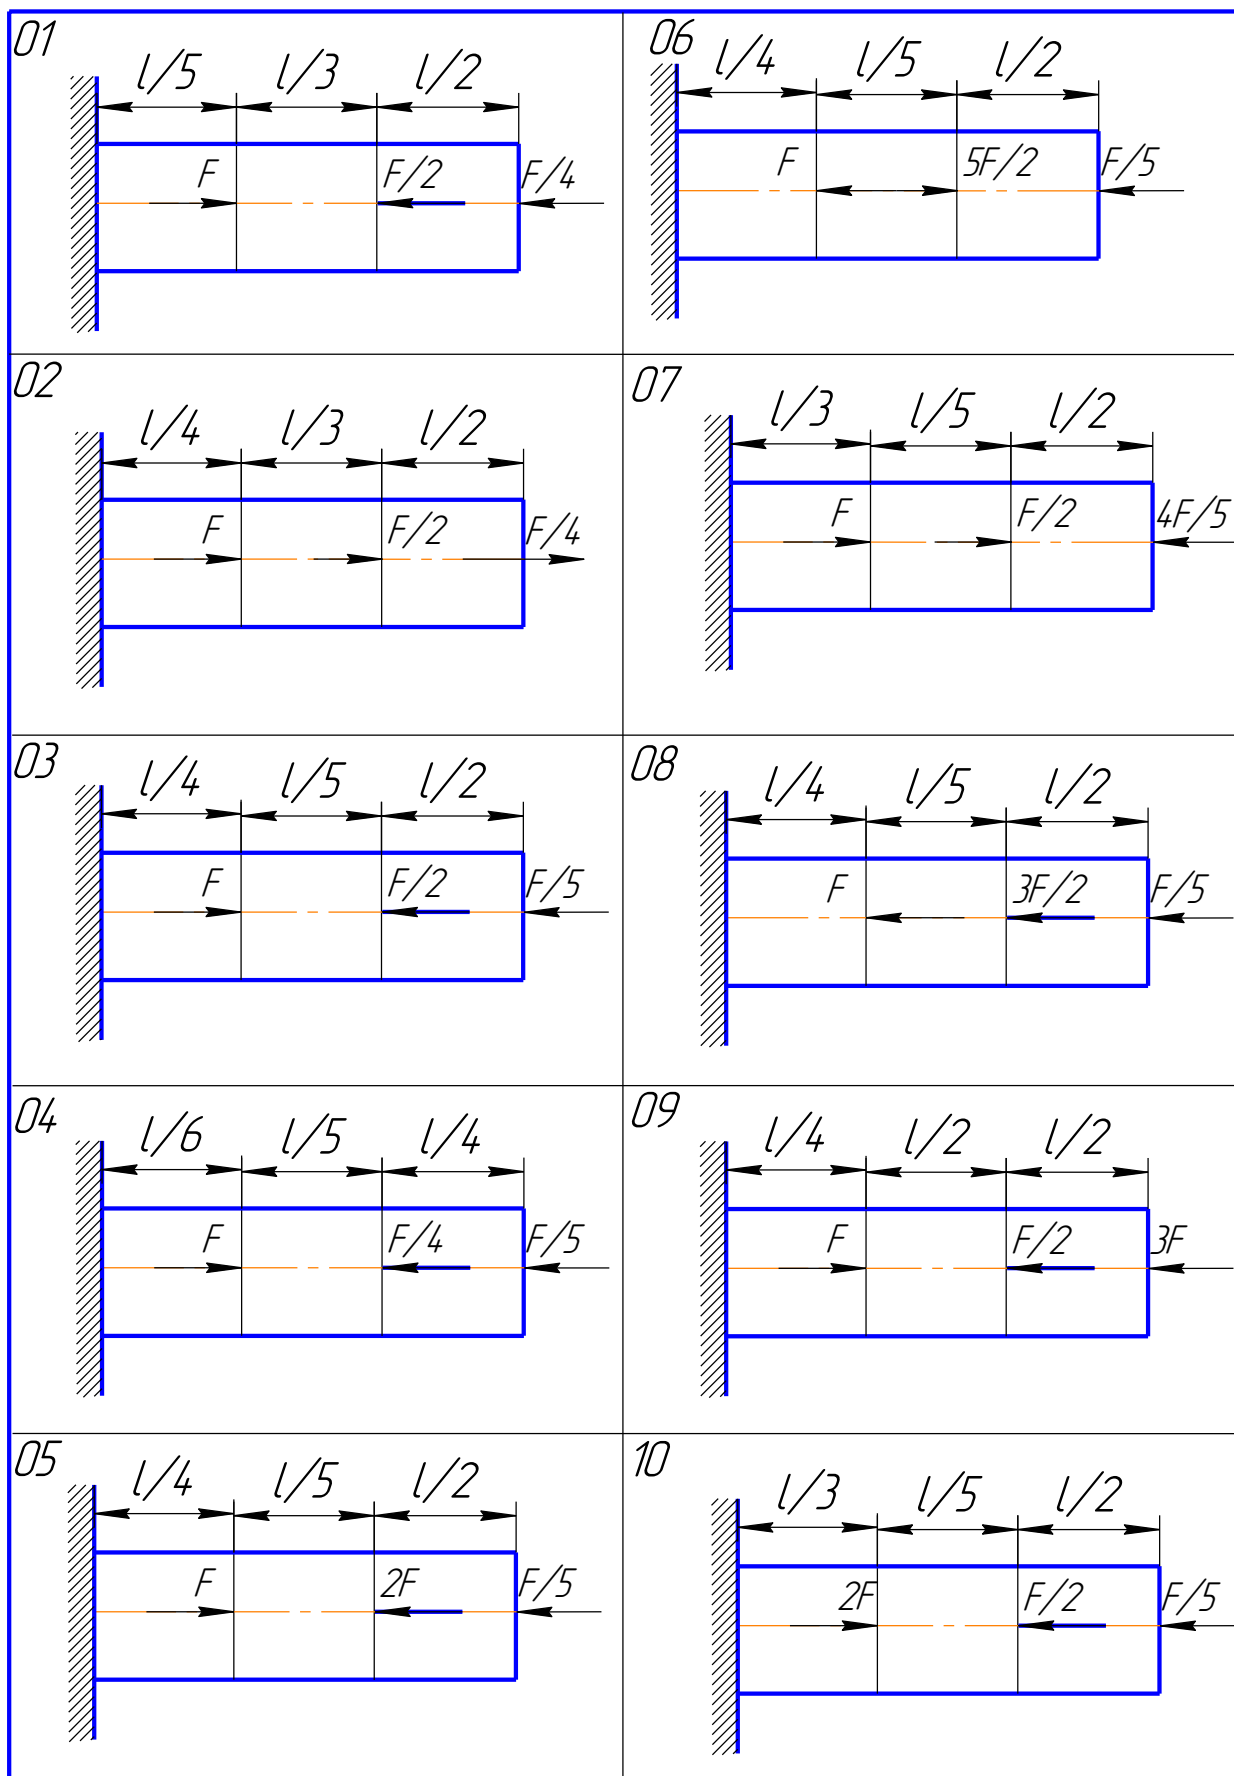 01
l/5 l/3 l/2
F F/2 F/4
06
l/4 l/5 l/2
F 5F/2 F/5
02
l/4 l/3 l/2
F F/2 F/4
07
l/3 l/5 l/2
F F/2 4F/5
03
l/4 l/5 l/2
F F/2 F/5
08
l/4 l/5 l/2
F 3F/2 F/5
04
l/6 l/5 l/4
F F/4 F/5
09
l/4 l/2 l/2
F F/2 3F
05
l/4 l/5 l/2
F 2F F/5
10
l/3 l/5 l/2
2F F/2 F/5